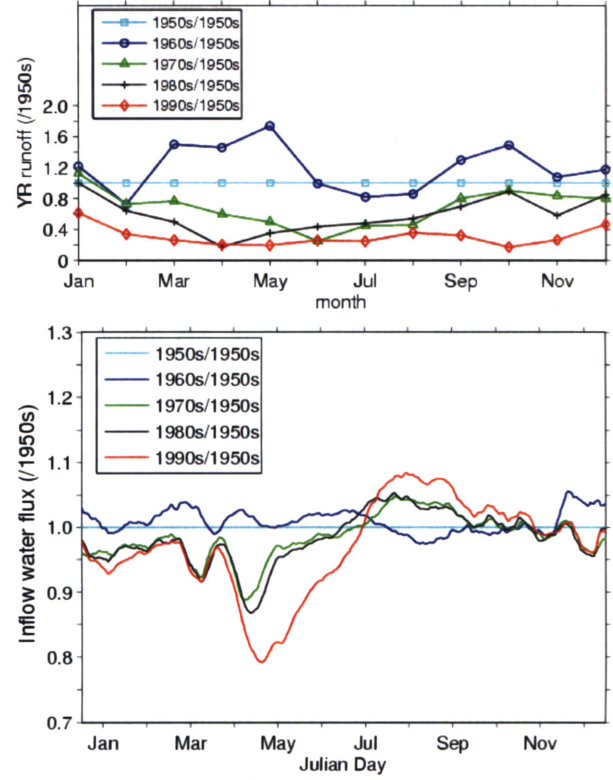 1950s/1950s
1960s/1950s
1970s/1950s
1980s/1950s
1990s/1950s
YR runoff (/1950s)
2.0
1.6
1.2
0.8
0.4
0
Jan Mar May Jul Sep Nov
month
1.3
1.2
1.1
1.0
0.9
0.8
0.7
Inflow water flux (/1950s)
1950s/1950s
1960s/1950s
1970s/1950s
1980s/1950s
1990s/1950s
Jan Mar May Jul Sep Nov
Julian Day